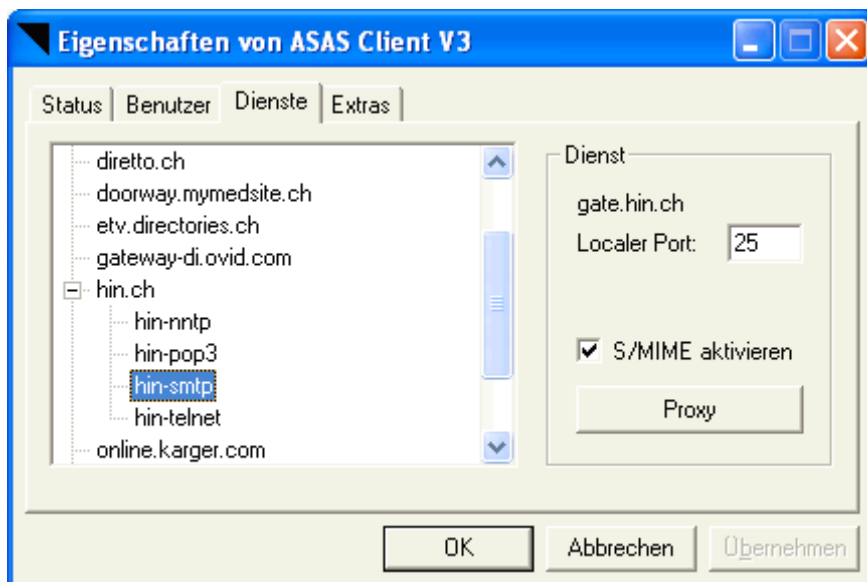 Eigenschaften von ASAS Client V3
Status
Benutzer
Dienste
Extras
diretto.ch
doorway.mymedsite.ch
etv.directories.ch
gateway-di.ovid.com
hin.ch
hin-nntp
hin-pop3
hin-smtp
hin-telnet
online.karger.com
Dienst
gate.hin.ch
Localer Port: 25
S/MIME aktivieren
Proxy
OK
Abbrechen
Übernehmen